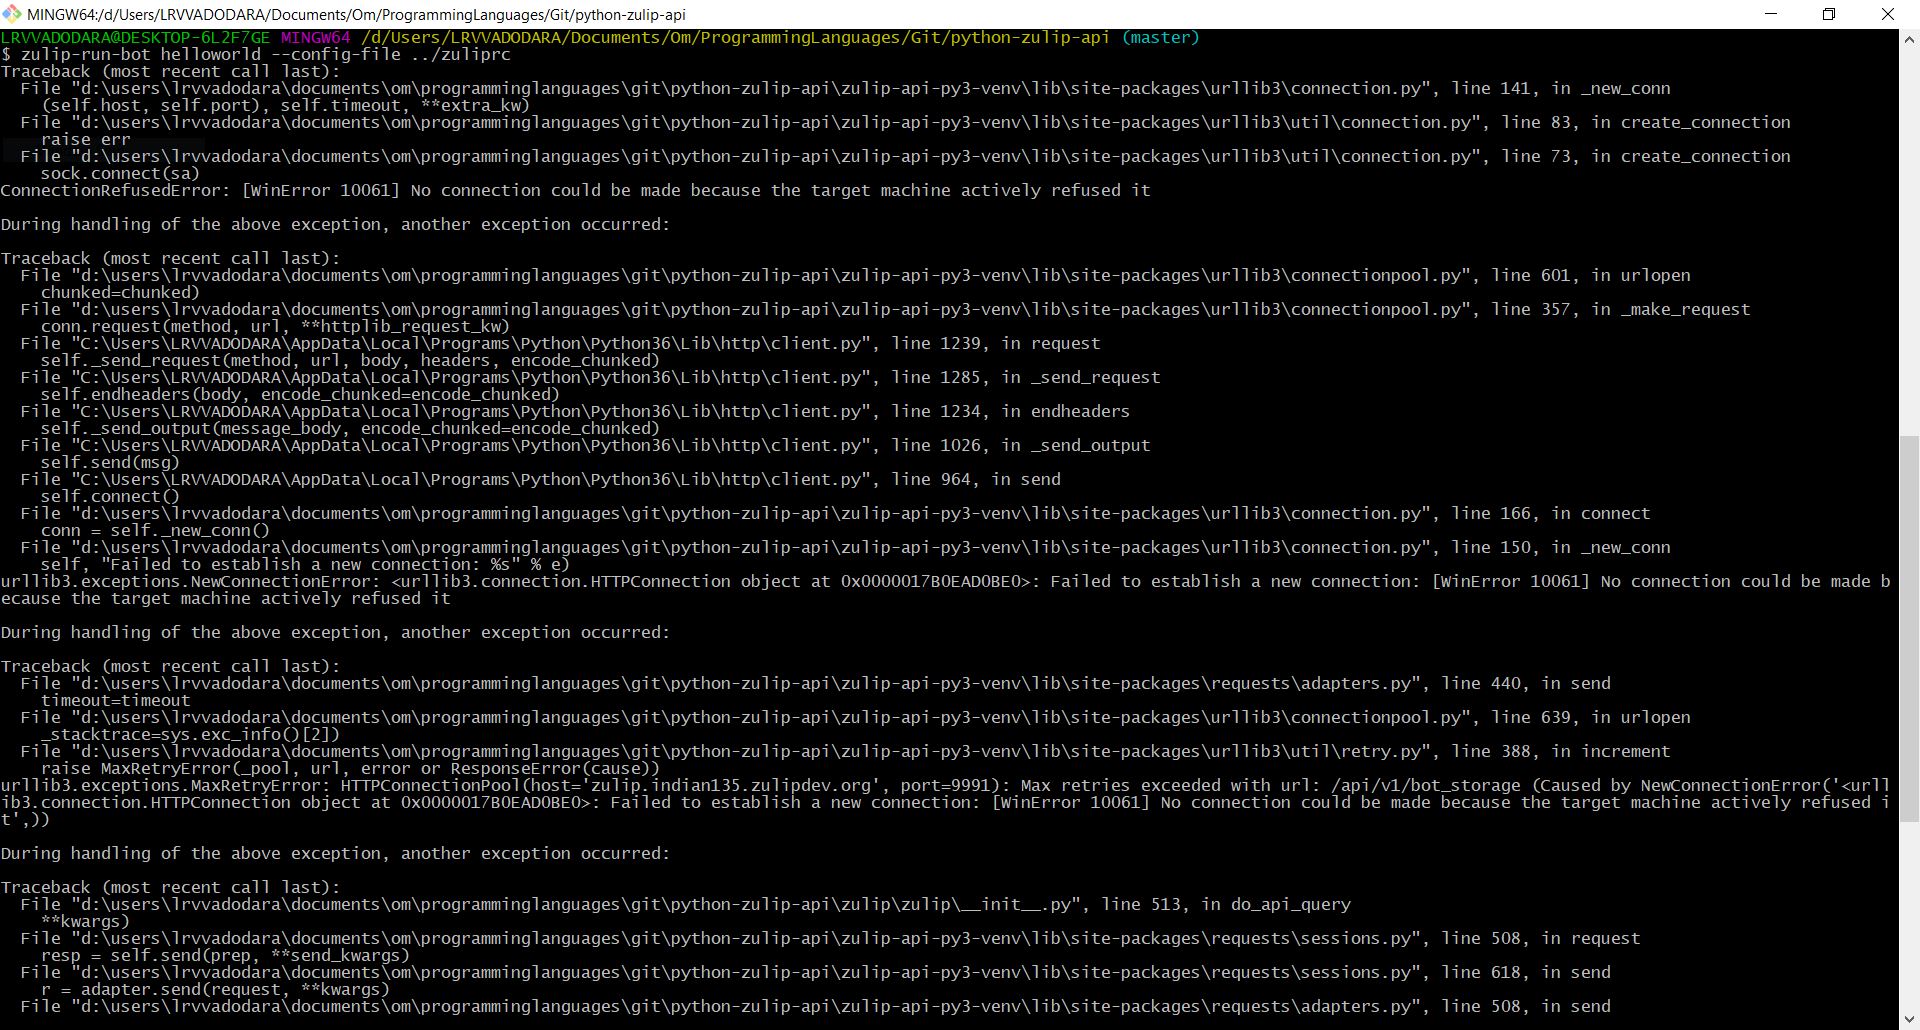 MINGW64:/d/Users/LRVVADODARA/Documents/Om/ProgrammingLanguages/Git/python-zulip-api
LRVVADODARA@DESKTOP-6L2F7GE MINGW64 /d/Users/LRVVADODARA/Documents/Om/ProgrammingLanguages/Git/python-zulip-api (master)
$ zulip-run-bot helloworld --config-file ../zuliprc
Traceback (most recent call last):
  File "d:\users\lrvvadodara\documents\om\programminglanguages\git\python-zulip-api\zulip-api-py3-venv\lib\site-packages\urllib3\connection.py", line 141, in _new_conn
    (self.host, self.port), self.timeout, **extra_kw)
  File "d:\users\lrvvadodara\documents\om\programminglanguages\git\python-zulip-api\zulip-api-py3-venv\lib\site-packages\urllib3\util\connection.py", line 83, in create_connection
    raise err
  File "d:\users\lrvvadodara\documents\om\programminglanguages\git\python-zulip-api\zulip-api-py3-venv\lib\site-packages\urllib3\util\connection.py", line 73, in create_connection
    sock.connect(sa)
ConnectionRefusedError: [WinError 10061] No connection could be made because the target machine actively refused it
During handling of the above exception, another exception occurred:
Traceback (most recent call last):
  File "d:\users\lrvvadodara\documents\om\programminglanguages\git\python-zulip-api\zulip-api-py3-venv\lib\site-packages\urllib3\connectionpool.py", line 601, in urlopen
    chunked=chunked)
  File "d:\users\lrvvadodara\documents\om\programminglanguages\git\python-zulip-api\zulip-api-py3-venv\lib\site-packages\urllib3\connectionpool.py", line 357, in _make_request
    conn.request(method, url, **httplib_request_kw)
  File "C:\Users\LRVVADODARA\AppData\Local\Programs\Python\Python36\Lib\http\client.py", line 1239, in request
    self._send_request(method, url, body, headers, encode_chunked)
  File "C:\Users\LRVVADODARA\AppData\Local\Programs\Python\Python36\Lib\http\client.py", line 1285, in _send_request
    self.endheaders(body, encode_chunked=encode_chunked)
  File "C:\Users\LRVVADODARA\AppData\Local\Programs\Python\Python36\Lib\http\client.py", line 1234, in endheaders
    self._send_output(message_body, encode_chunked=encode_chunked)
  File "C:\Users\LRVVADODARA\AppData\Local\Programs\Python\Python36\Lib\http\client.py", line 1026, in _send_output
    self.send(msg)
  File "C:\Users\LRVVADODARA\AppData\Local\Programs\Python\Python36\Lib\http\client.py", line 964, in send
    self.connect()
  File "d:\users\lrvvadodara\documents\om\programminglanguages\git\python-zulip-api\zulip-api-py3-venv\lib\site-packages\urllib3\connection.py", line 166, in connect
    conn = self._new_conn()
  File "d:\users\lrvvadodara\documents\om\programminglanguages\git\python-zulip-api\zulip-api-py3-venv\lib\site-packages\urllib3\connection.py", line 150, in _new_conn
    self, "Failed to establish a new connection: %s" % e)
urllib3.exceptions.NewConnectionError: <urllib3.connection.HTTPConnection object at 0x0000017B0EAD0BE0>: Failed to establish a new connection: [WinError 10061] No connection could be made b
ecause the target machine actively refused it
During handling of the above exception, another exception occurred:
Traceback (most recent call last):
  File "d:\users\lrvvadodara\documents\om\programminglanguages\git\python-zulip-api\zulip-api-py3-venv\lib\site-packages\requests\adapters.py", line 440, in send
    timeout=timeout
  File "d:\users\lrvvadodara\documents\om\programminglanguages\git\python-zulip-api\zulip-api-py3-venv\lib\site-packages\urllib3\connectionpool.py", line 639, in urlopen
    _stacktrace=sys.exc_info()[2])
  File "d:\users\lrvvadodara\documents\om\programminglanguages\git\python-zulip-api\zulip-api-py3-venv\lib\site-packages\urllib3\util\retry.py", line 388, in increment
    raise MaxRetryError(_pool, url, error or ResponseError(cause))
urllib3.exceptions.MaxRetryError: HTTPConnectionPool(host='zulip.indian135.zulipdev.org', port=9991): Max retries exceeded with url: /api/v1/bot_storage (Caused by NewConnectionError('<urll
ib3.connection.HTTPConnection object at 0x0000017B0EAD0BE0>: Failed to establish a new connection: [WinError 10061] No connection could be made because the target machine actively refused i
t',))
During handling of the above exception, another exception occurred:
Traceback (most recent call last):
  File "d:\users\lrvvadodara\documents\om\programminglanguages\git\python-zulip-api\zulip\zulip\__init__.py", line 513, in do_api_query
    **kwargs)
  File "d:\users\lrvvadodara\documents\om\programminglanguages\git\python-zulip-api\zulip-api-py3-venv\lib\site-packages\requests\sessions.py", line 508, in request
    resp = self.send(prep, **send_kwargs)
  File "d:\users\lrvvadodara\documents\om\programminglanguages\git\python-zulip-api\zulip-api-py3-venv\lib\site-packages\requests\sessions.py", line 618, in send
    r = adapter.send(request, **kwargs)
  File "d:\users\lrvvadodara\documents\om\programminglanguages\git\python-zulip-api\zulip-api-py3-venv\lib\site-packages\requests\adapters.py", line 508, in send